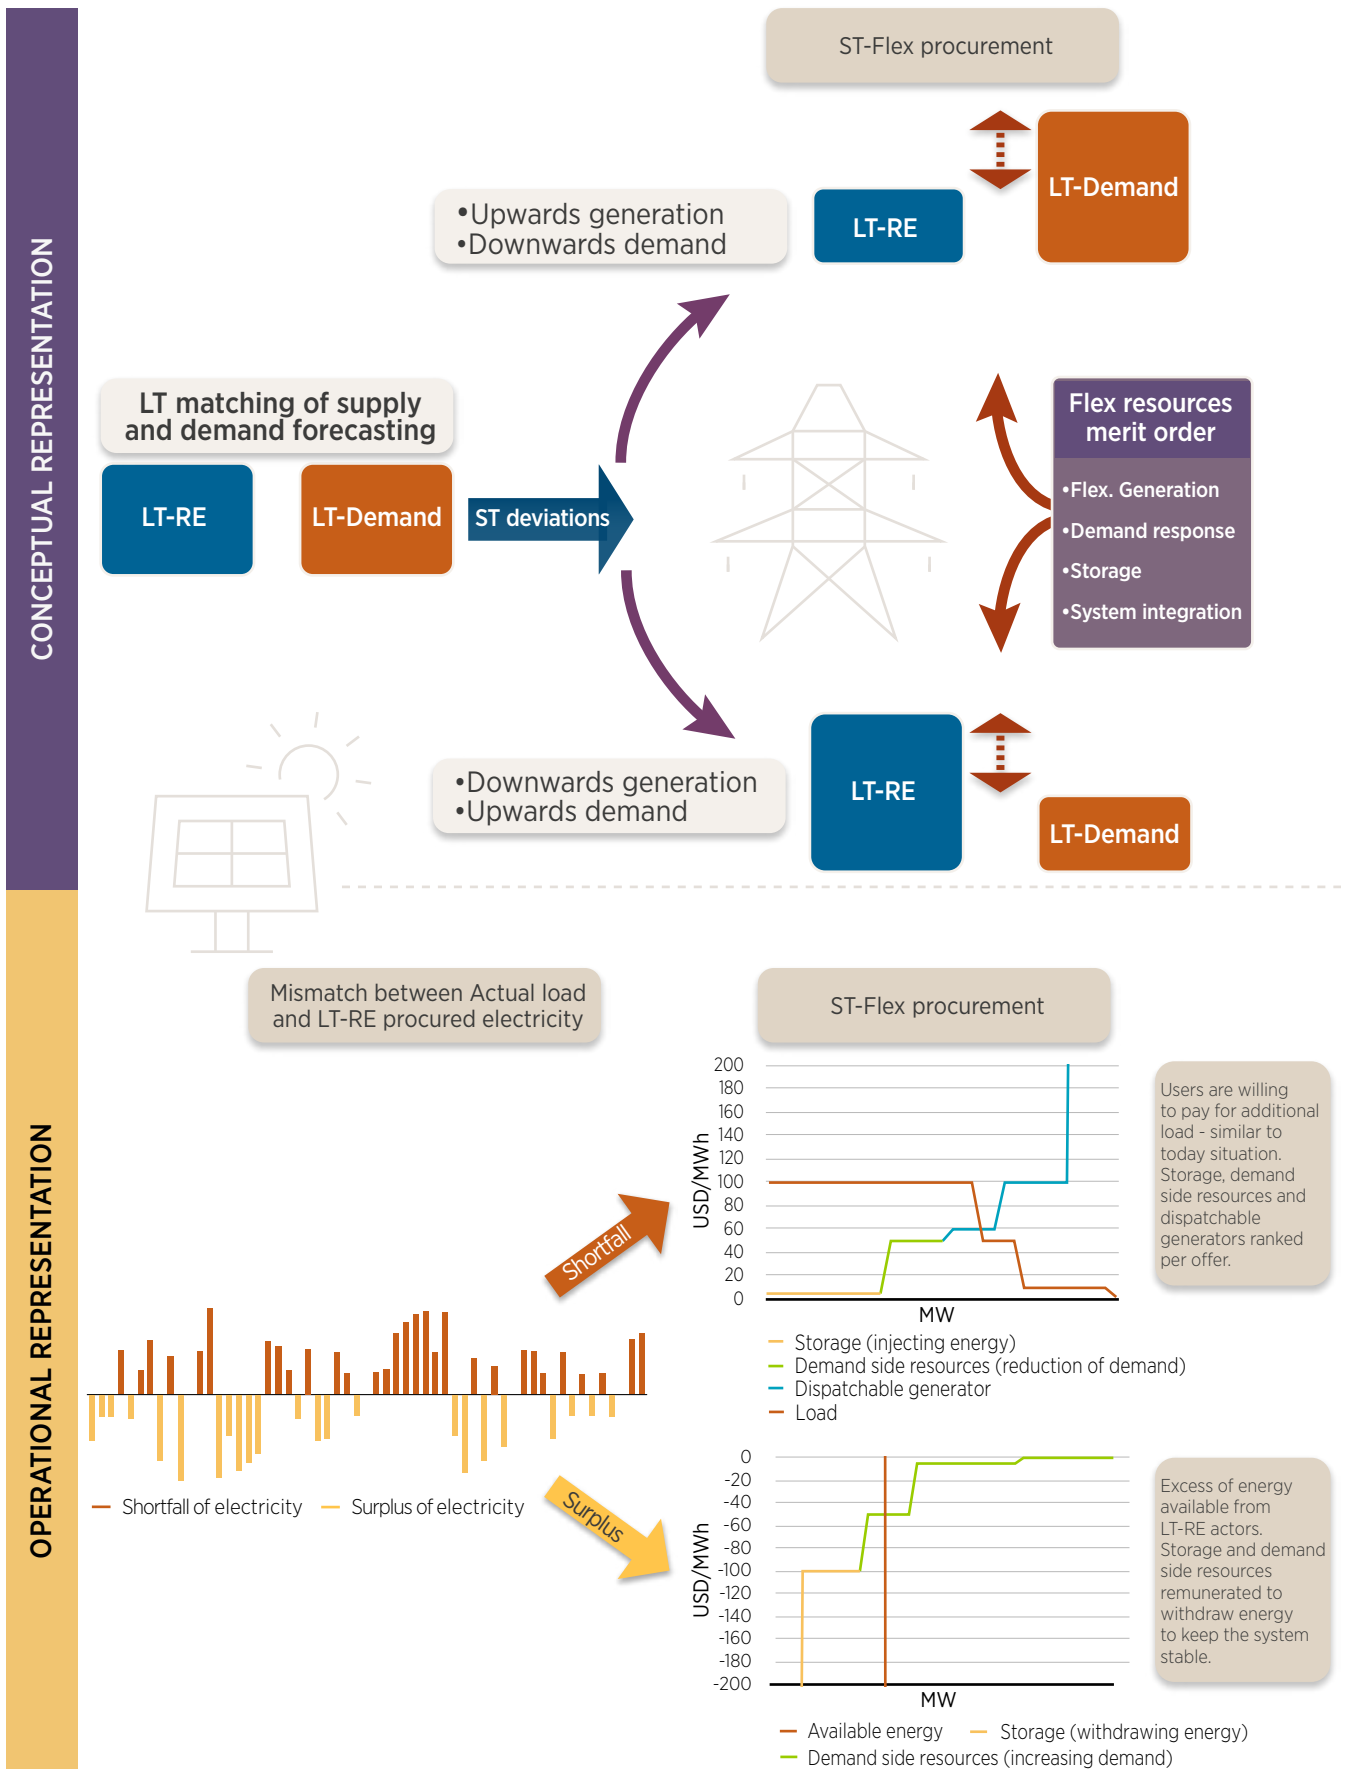 CONCEPTUAL REPRESENTATION
ST-Flex procurement
LT-Demand
•Upwards generation
•Downwards demand
LT-RE
LT matching of supply
and demand forecasting
LT-RE
LT-Demand
ST deviations
Flex resources
merit order
•Flex. Generation
•Demand response
•Storage
•System integration
•Downwards generation
•Upwards demand
LT-RE
LT-Demand
OPERATIONAL REPRESENTATION
Mismatch between Actual load
and LT-RE procured electricity
Shortfall
Surplus
Shortfall of electricity
Surplus of electricity
ST-Flex procurement
USD/MWh
200
180
160
140
120
100
80
60
40
20
0
MW
Storage (injecting energy)
Demand side resources (reduction of demand)
Dispatchable generator
Load
Users are willing
to pay for additional
load - similar to
today situation.
Storage, demand
side resources and
dispatchable
generators ranked
per offer.
USD/MWh
0
-20
-40
-60
-80
-100
-120
-140
-160
-180
-200
MW
Available energy
Storage (withdrawing energy)
Demand side resources (increasing demand)
Excess of energy
available from
LT-RE actors.
Storage and demand
side resources
remunerated to
withdraw energy
to keep the system
stable.